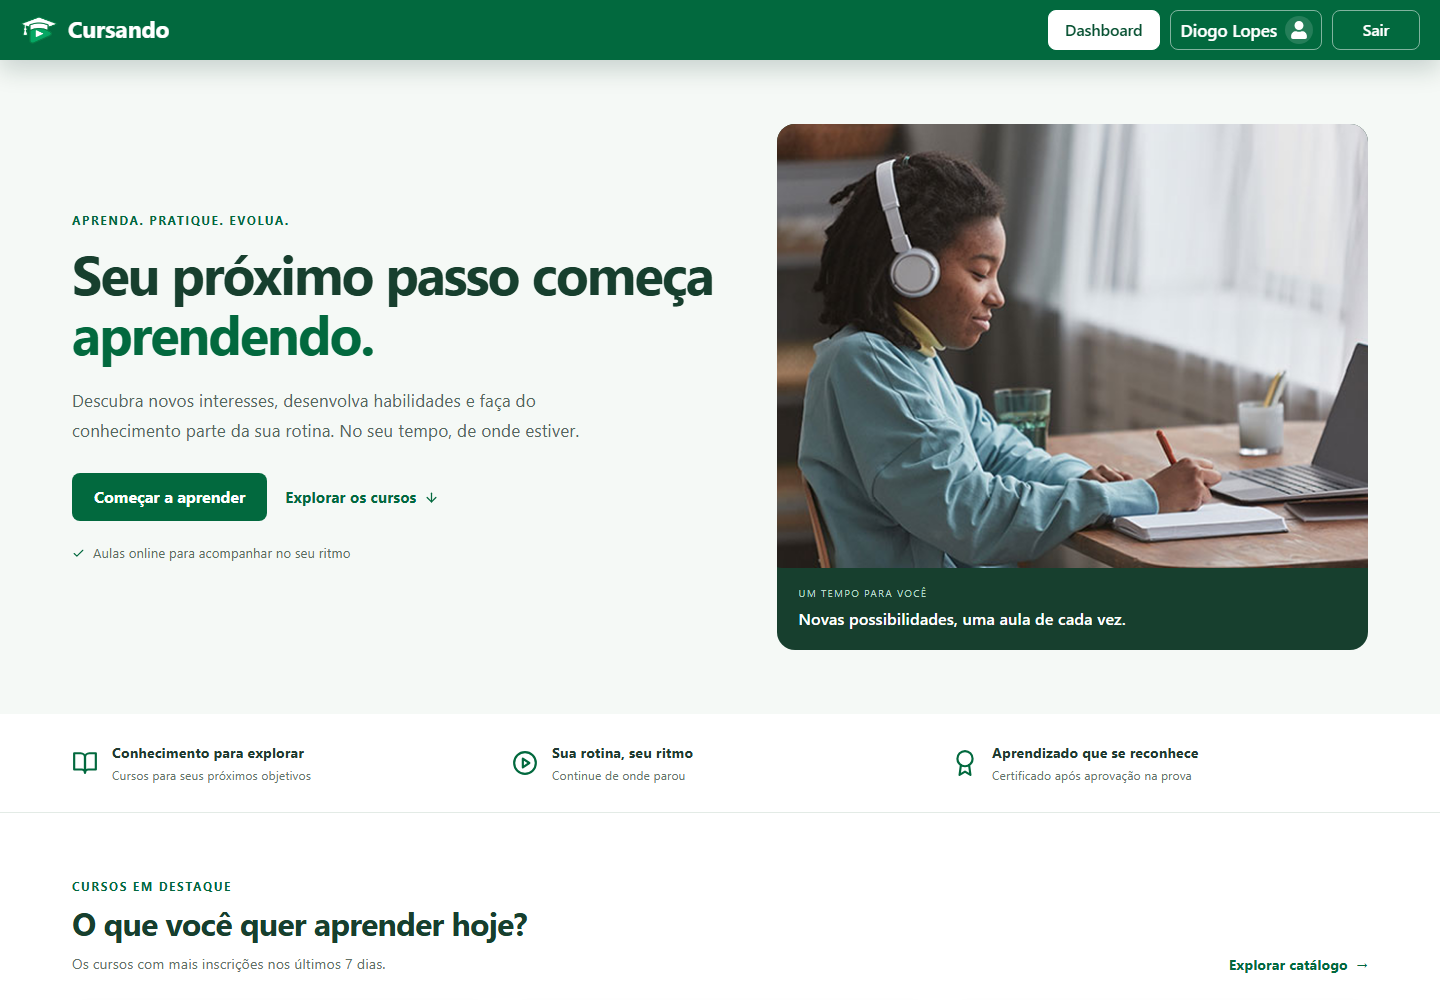 Cursando
Dashboard
Diogo Lopes
Sair
APRENDA. PRATIQUE. EVOLUA.
Seu próximo passo começa
aprendendo.
Descubra novos interesses, desenvolva habilidades e faça do
conhecimento parte da sua rotina. No seu tempo, de onde estiver.
Começar a aprender
Explorar os cursos ↓
✓ Aulas online para acompanhar no seu ritmo
UM TEMPO PARA VOCÊ
Novas possibilidades, uma aula de cada vez.
Conhecimento para explorar
Cursos para seus próximos objetivos
Sua rotina, seu ritmo
Continue de onde parou
Aprendizado que se reconhece
Certificado após aprovação na prova
CURSOS EM DESTAQUE
O que você quer aprender hoje?
Os cursos com mais inscrições nos últimos 7 dias.
Explorar catálogo →